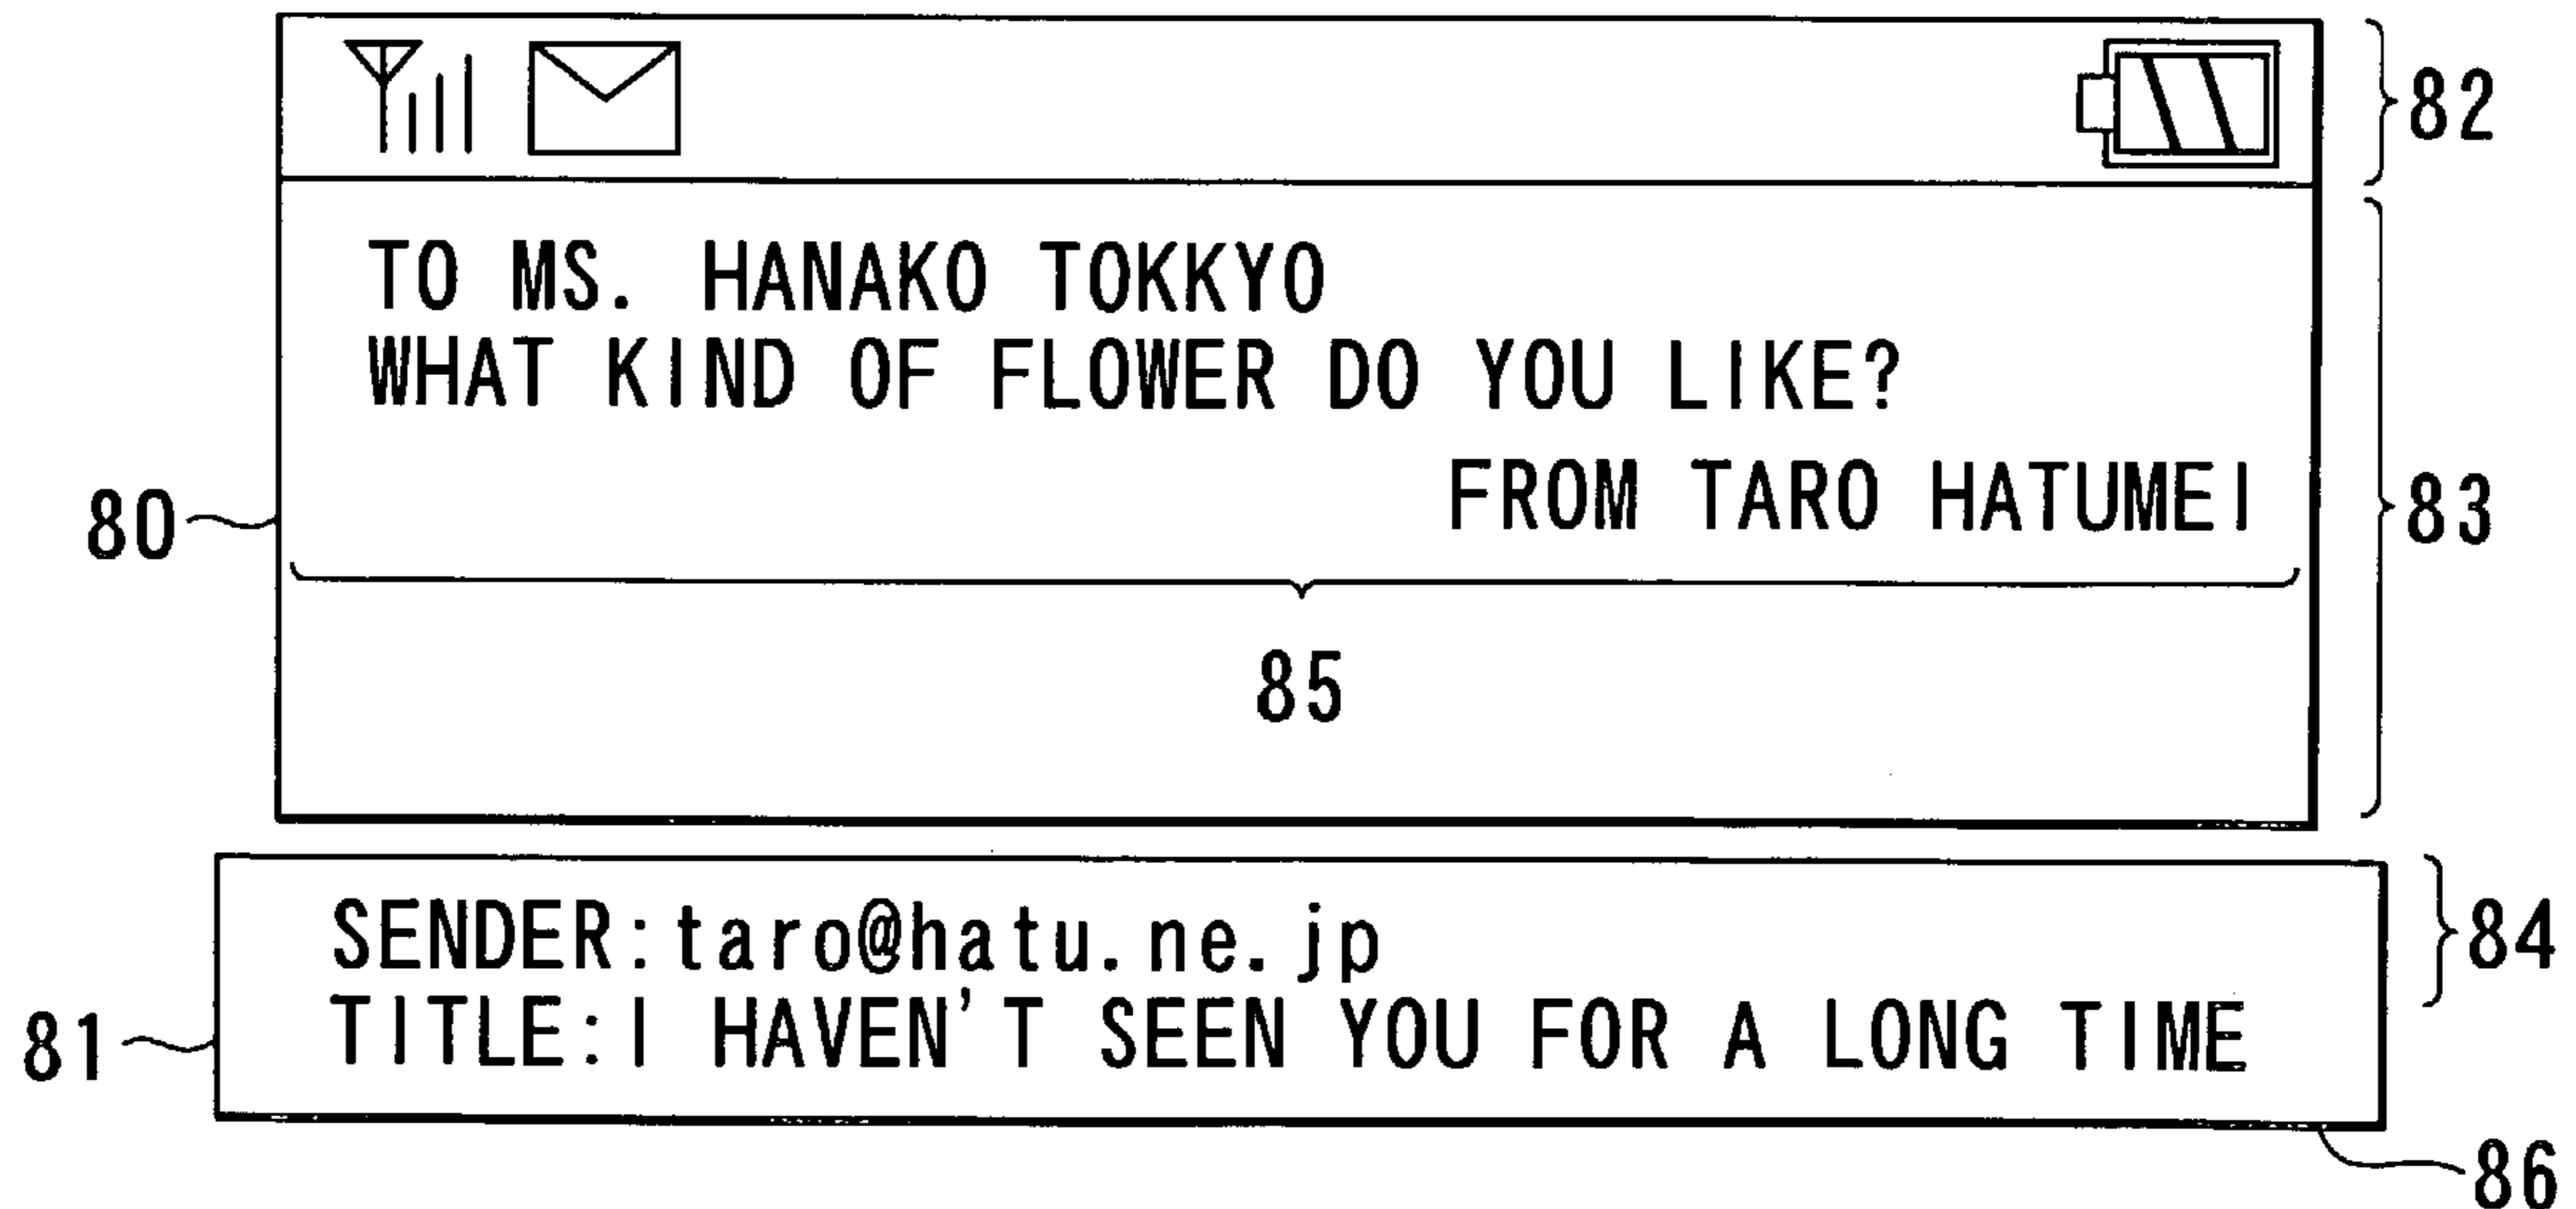 82
TO MS. HANAKO TOKKYO
WHAT KIND OF FLOWER DO YOU LIKE?
FROM TARO HATUMEI
80
83
85
SENDER:taro@hatu.ne.jp
84
TITLE:I HAVEN'T SEEN YOU FOR A LONG TIME
81
86